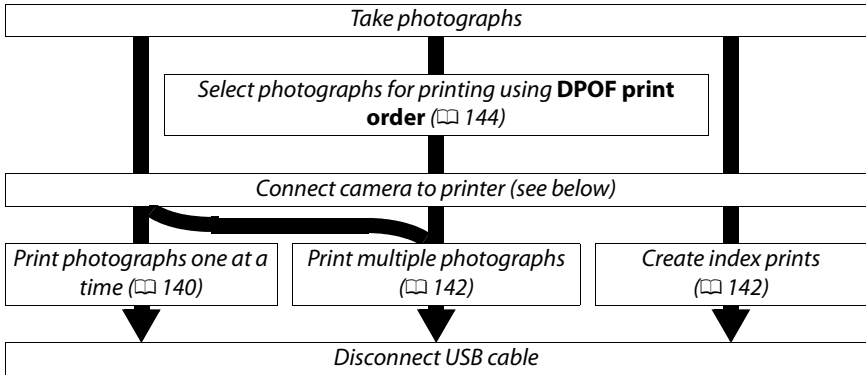 Take photographs
Select photographs for printing using DPOF print
order (🕮 144)
Connect camera to printer (see below)
Print photographs one at a
time (🕮 140)
Print multiple photographs
(🕮 142)
Create index prints
(🕮 142)
Disconnect USB cable